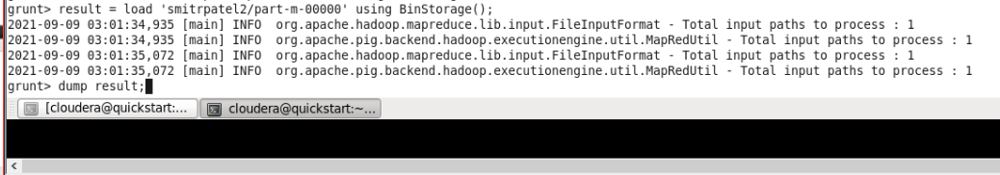 grunt> result = load 'smitrpatel2/part-m-00000' using BinStorage();
2021-09-09 03:01:34,935 [main] INFO  org.apache.hadoop.mapreduce.lib.input.FileInputFormat - Total input paths to process : 1
2021-09-09 03:01:34,935 [main] INFO  org.apache.pig.backend.hadoop.executionengine.util.MapRedUtil - Total input paths to process : 1
2021-09-09 03:01:35,072 [main] INFO  org.apache.hadoop.mapreduce.lib.input.FileInputFormat - Total input paths to process : 1
2021-09-09 03:01:35,072 [main] INFO  org.apache.pig.backend.hadoop.executionengine.util.MapRedUtil - Total input paths to process : 1
grunt> dump result;
[cloudera@quickstart:... cloudera@quickstart:~...